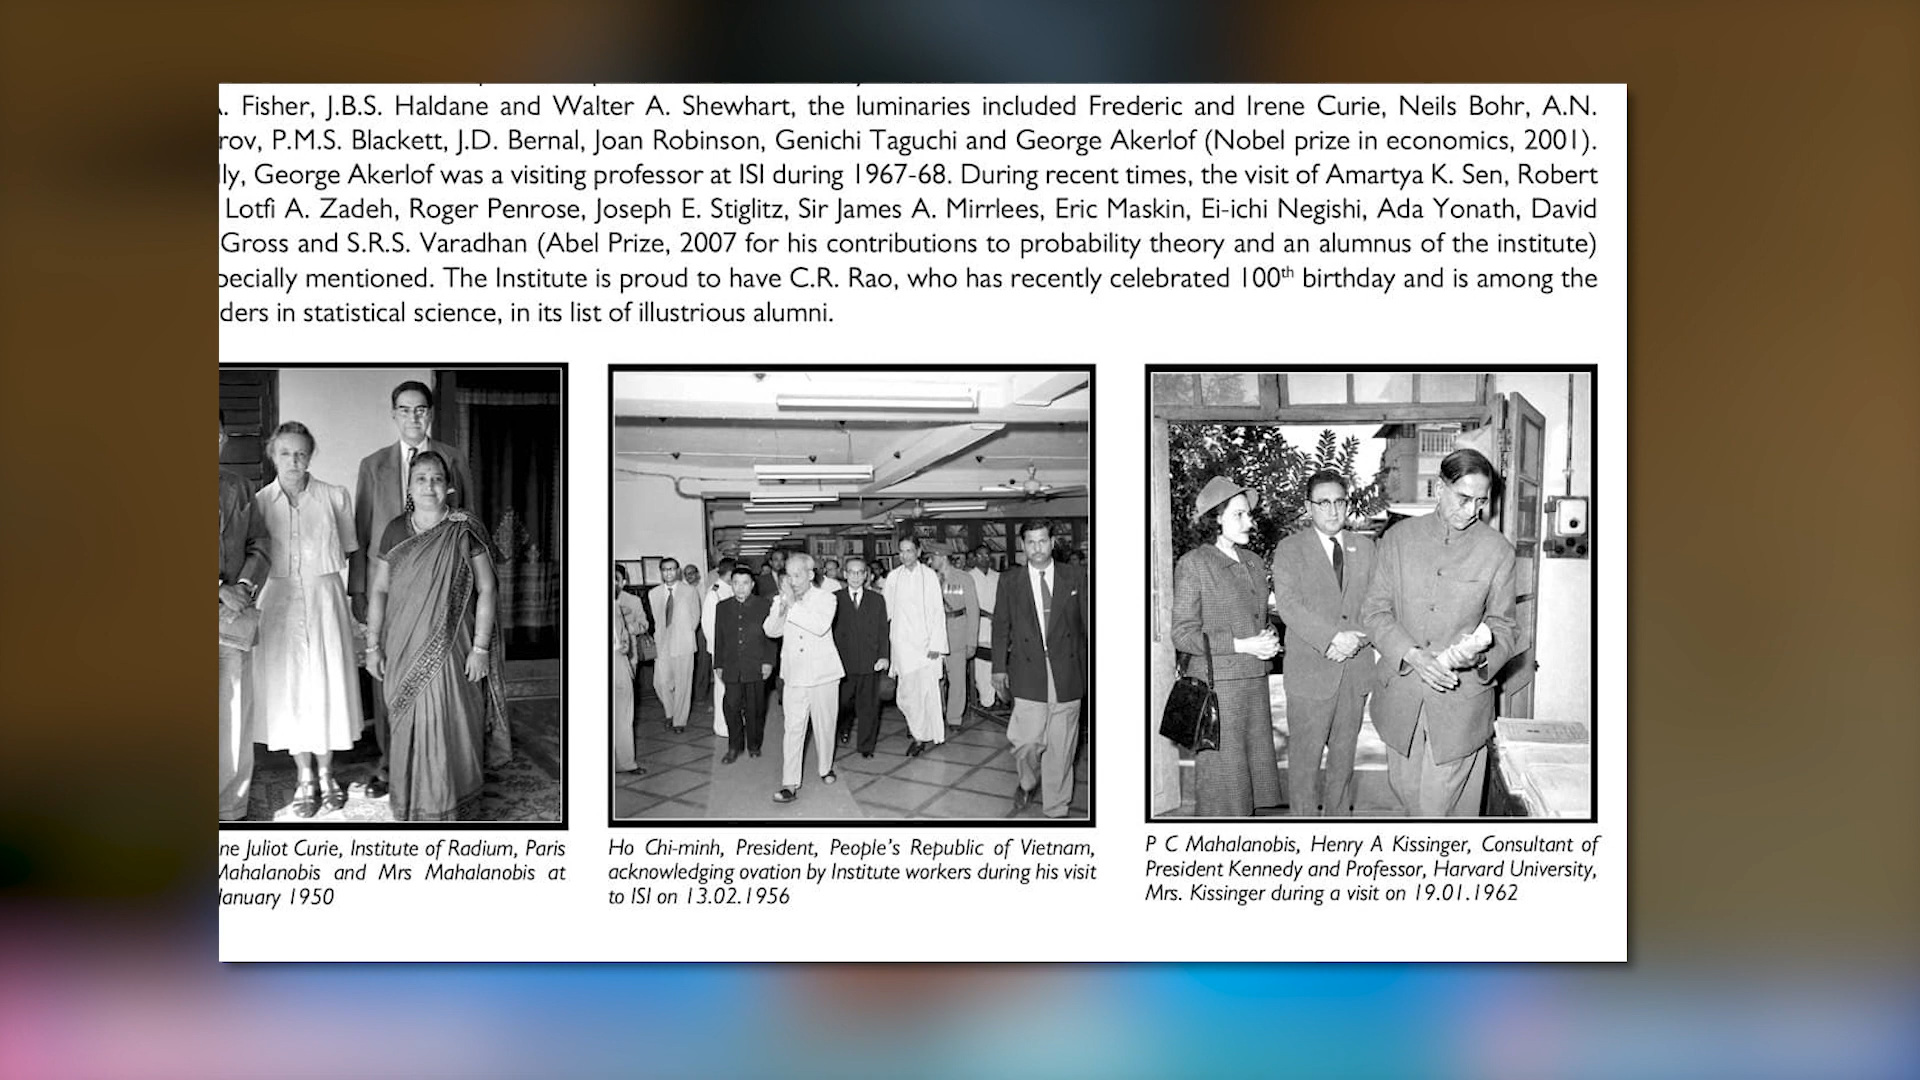 Fisher, J.B.S. Haldane and Walter A. Shewhart, the luminaries included Frederic and Irene Curie, Neils Bohr, A.N.
P.M.S. Blackett, J.D. Bernal, Joan Robinson, Genichi Taguchi and George Akerlof (Nobel prize in economics, 2001).
George Akerlof was a visiting professor at ISI during 1967-68. During recent times, the visit of Amartya K. Sen, Robert
Lotfi A. Zadeh, Roger Penrose, Joseph E. Stiglitz, Sir James A. Mirrlees, Eric Maskin, Ei-ichi Negishi, Ada Yonath, David
Gross and S.R.S. Varadhan (Abel Prize, 2007 for his contributions to probability theory and an alumnus of the institute)
mentioned. The Institute is proud to have C.R. Rao, who has recently celebrated 100th birthday and is among the
in statistical science, in its list of illustrious alumni.
Juliot Curie, Institute of Radium, Paris
Mahalanobis and Mrs Mahalanobis at
January 1950
Ho Chi-minh, President, People's Republic of Vietnam,
acknowledging ovation by Institute workers during his visit
to ISI on 13.02.1956
P C Mahalanobis, Henry A Kissinger, Consultant of
President Kennedy and Professor, Harvard University,
Mrs. Kissinger during a visit on 19.01.1962